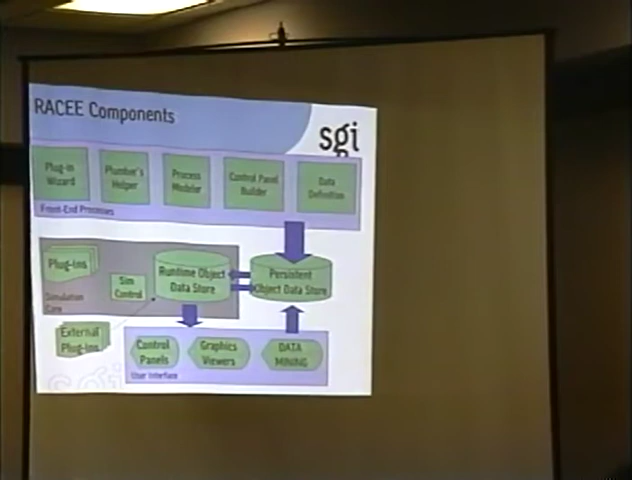 RACEE Components
sgi
Plug-in
Wizard
Plumber's
Helper
Process
Modeler
Control Panel
Builder
Data
Definition
Front-End Processes
Plug-ins
Simulation
Core
Sim
Control
Runtime Object
Data Store
Persistent
Object Data Store
External
Plug-ins
Control
Panels
Graphics
Viewers
DATA
MINING
User Interface
sgi